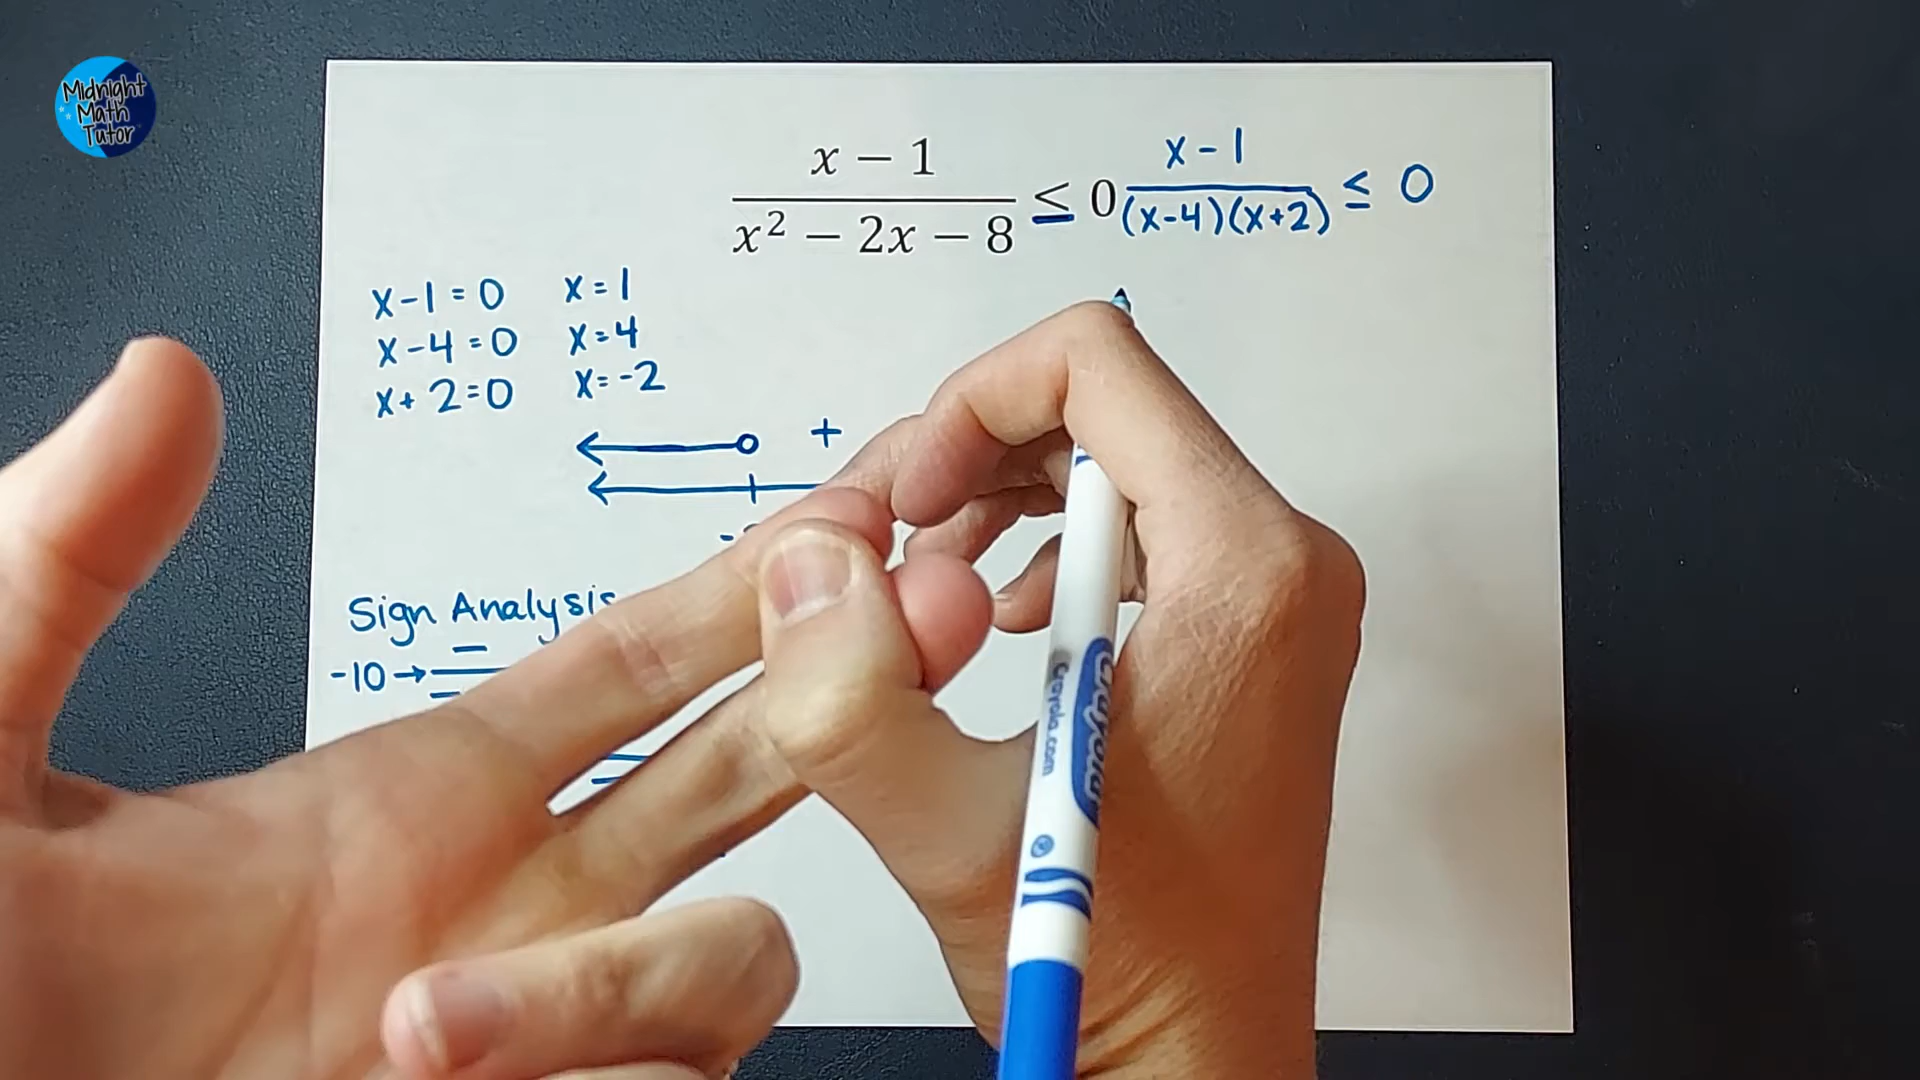 Midnight
Math
Tutor
x − 1
x² − 2x − 8
≤ 0
x - 1
(x-4)(x+2)
≤ 0
x-1=0 x=1
x-4=0 x=4
x+2=0 x=-2
+
Sign Analysis
-10→
Crayola.com